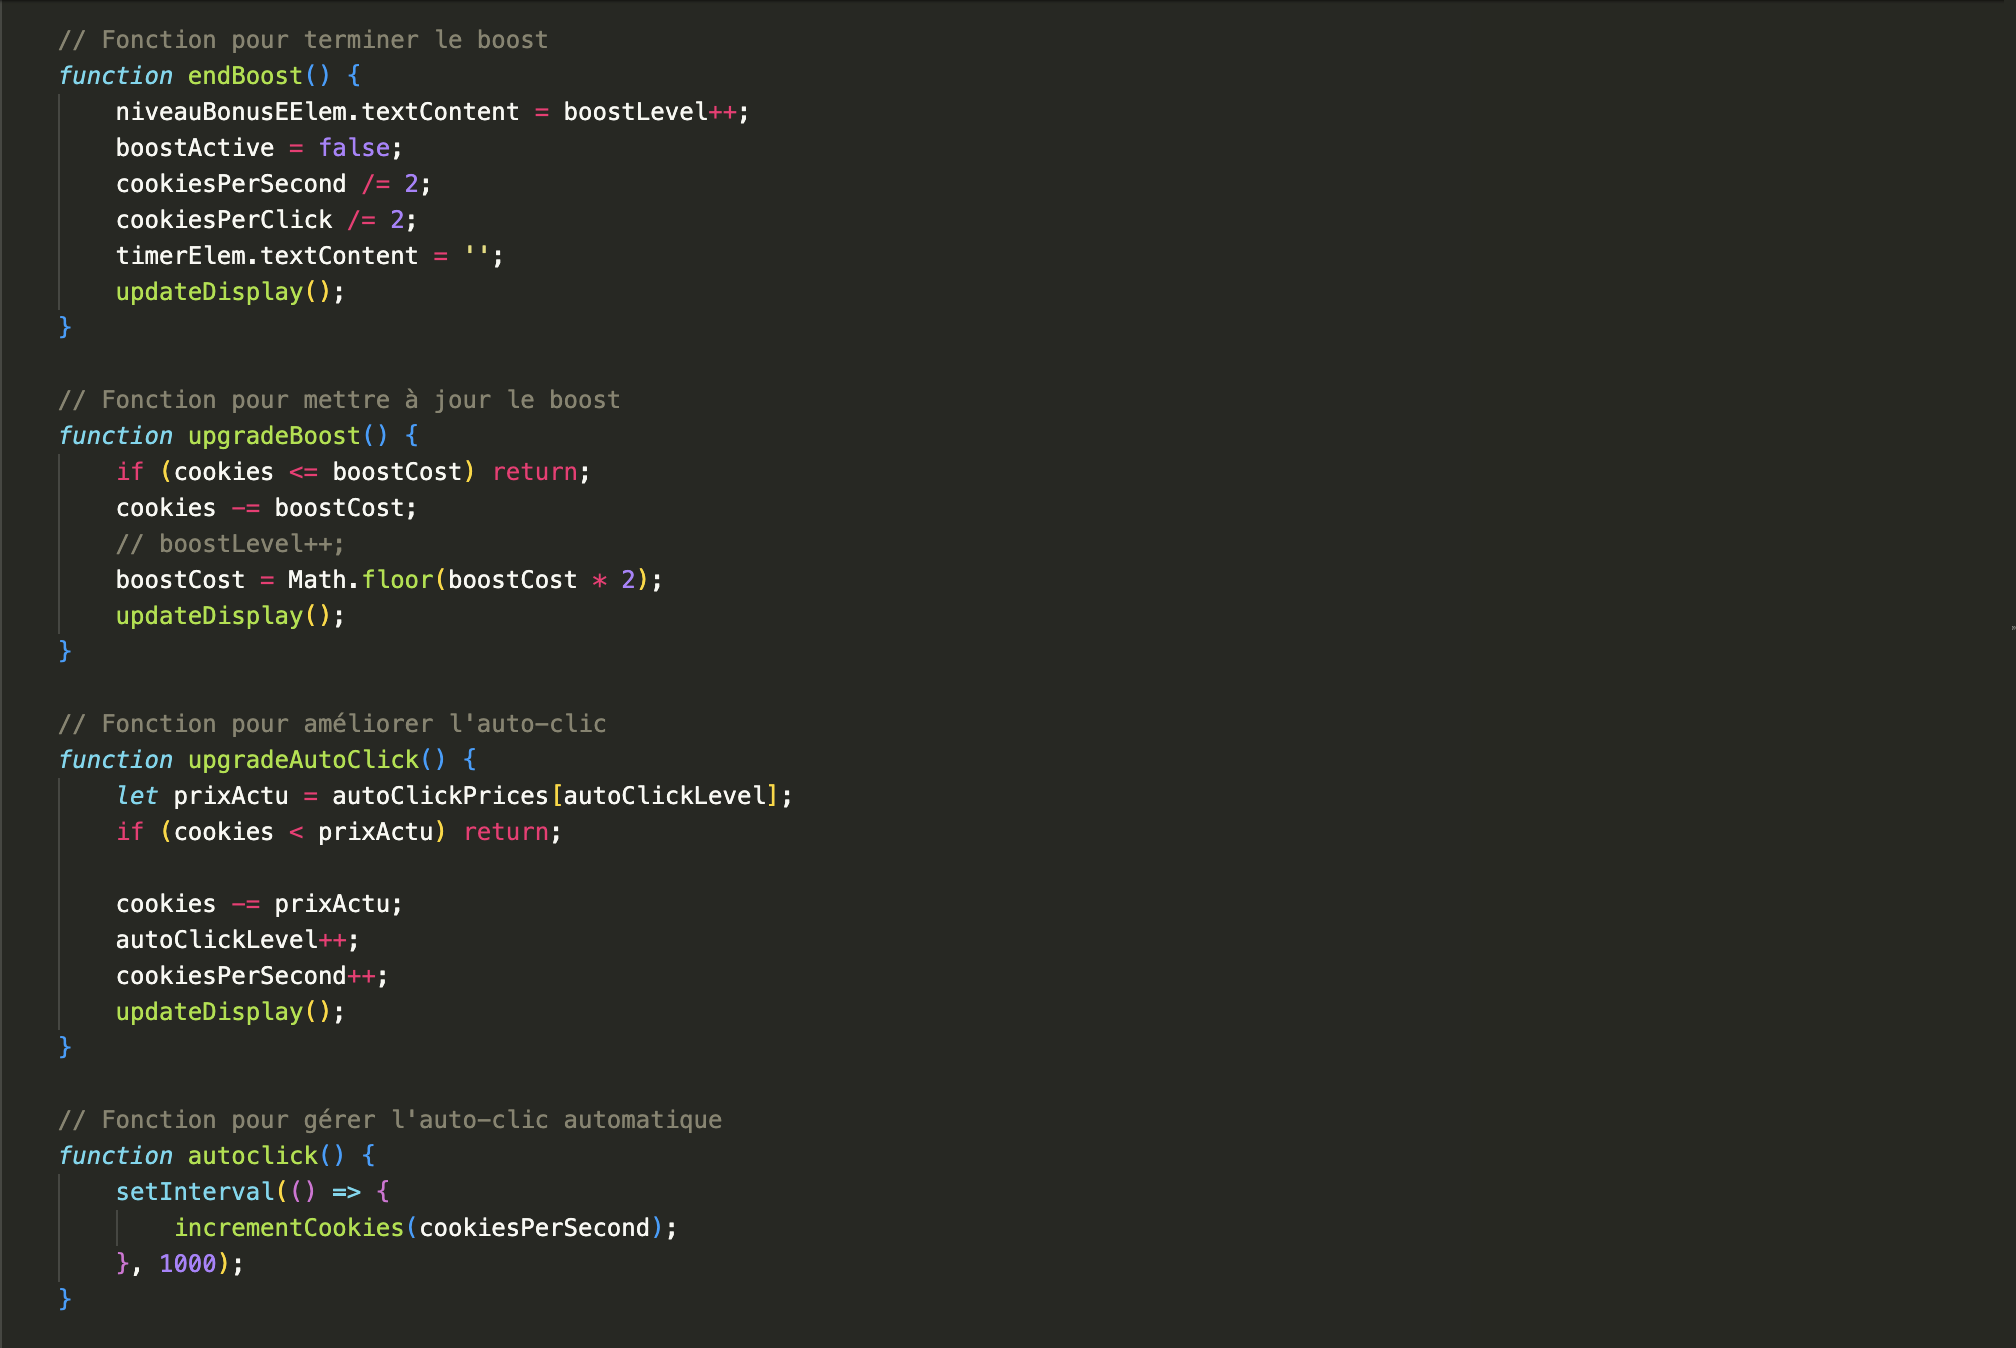 // Fonction pour terminer le boost
function endBoost() {
    niveauBonusEElem.textContent = boostLevel++;
    boostActive = false;
    cookiesPerSecond /= 2;
    cookiesPerClick /= 2;
    timerElem.textContent = '';
    updateDisplay();
}

// Fonction pour mettre à jour le boost
function upgradeBoost() {
    if (cookies <= boostCost) return;
    cookies -= boostCost;
    // boostLevel++;
    boostCost = Math.floor(boostCost * 2);
    updateDisplay();
}

// Fonction pour améliorer l'auto-clic
function upgradeAutoClick() {
    let prixActu = autoClickPrices[autoClickLevel];
    if (cookies < prixActu) return;

    cookies -= prixActu;
    autoClickLevel++;
    cookiesPerSecond++;
    updateDisplay();
}

// Fonction pour gérer l'auto-clic automatique
function autoclick() {
    setInterval(() => {
        incrementCookies(cookiesPerSecond);
    }, 1000);
}